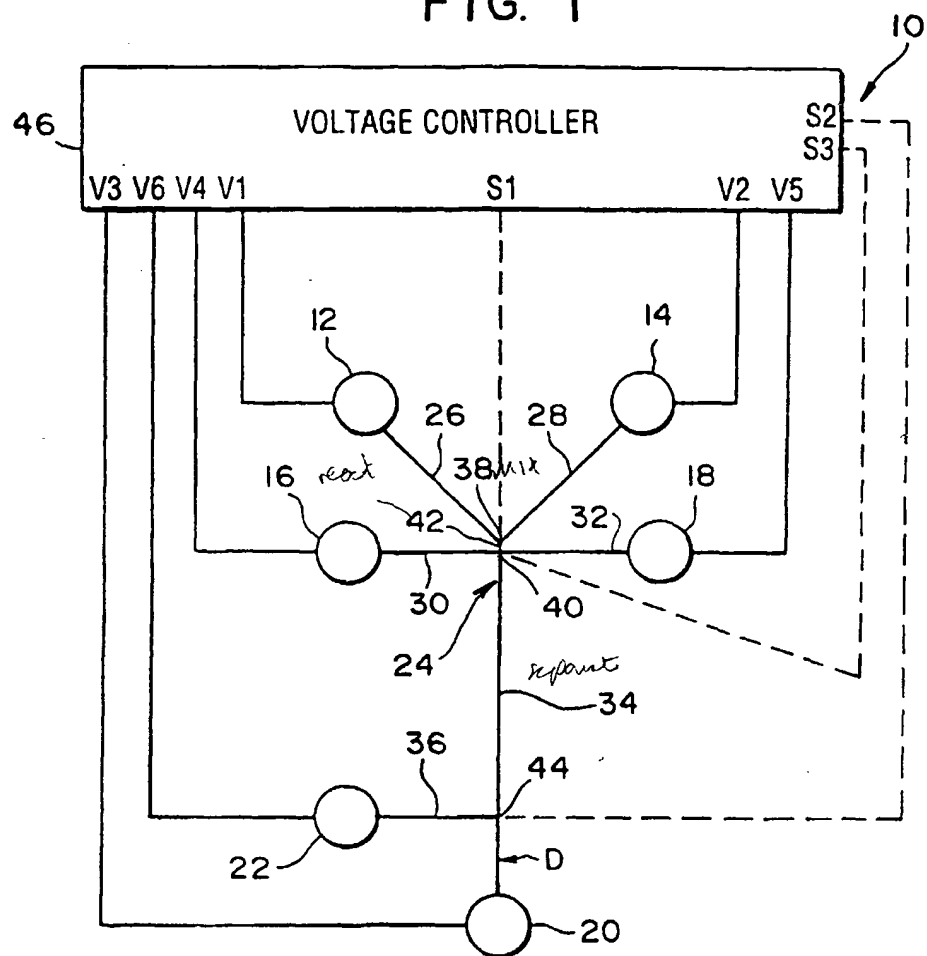 FIG. 1
10
VOLTAGE CONTROLLER
S2
46
S3
V3 V6 V4 V1 S1 V2 V5
12 14
26 28
react 38 mix
16 42 18
32
30 40
24
separate
34
36 44
22 D
20